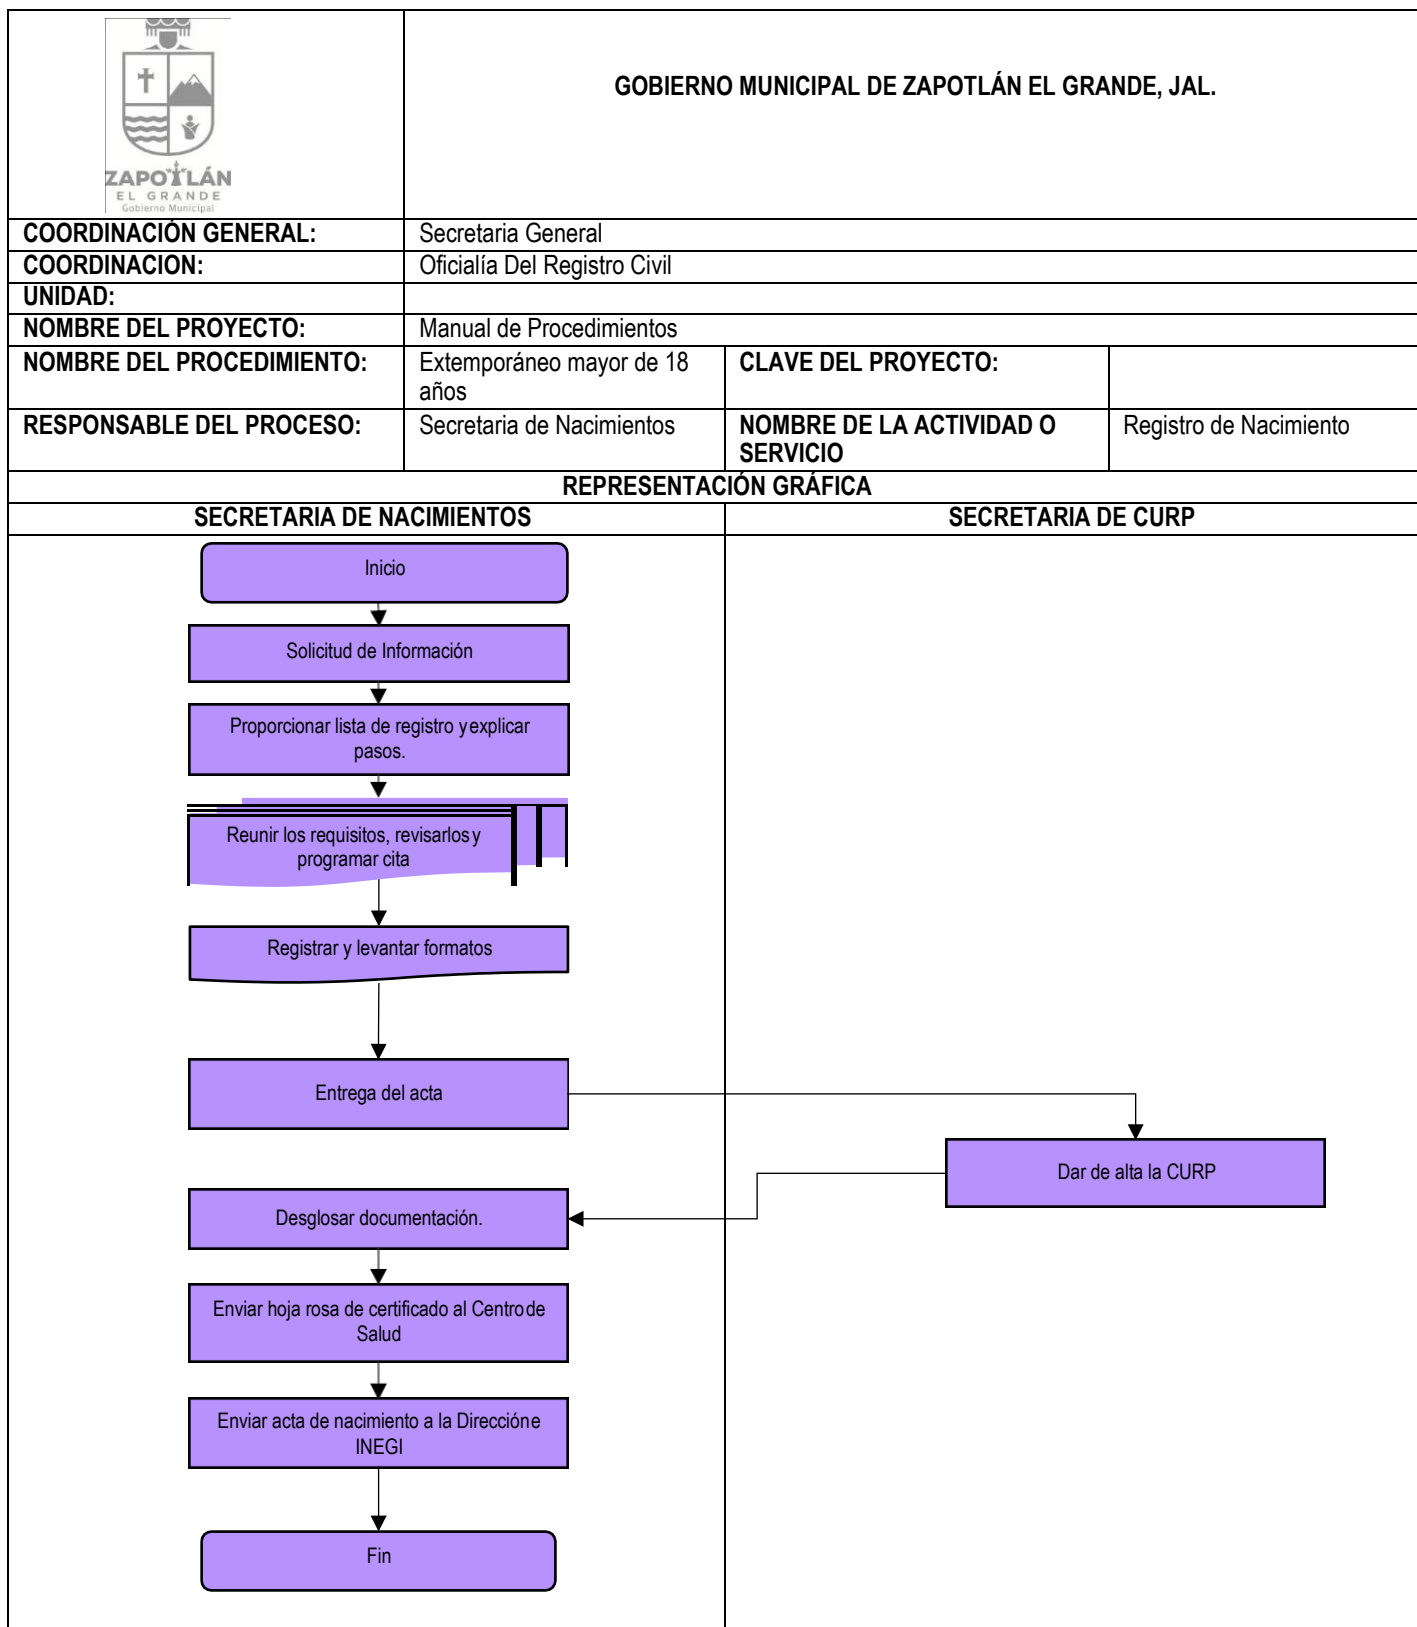 ZAPOTLÁN
EL GRANDE
Gobierno Municipal
GOBIERNO MUNICIPAL DE ZAPOTLÁN EL GRANDE, JAL.
COORDINACIÓN GENERAL:
Secretaria General
COORDINACION:
Oficialía Del Registro Civil
UNIDAD:
NOMBRE DEL PROYECTO:
Manual de Procedimientos
NOMBRE DEL PROCEDIMIENTO:
Extemporáneo mayor de 18
años
CLAVE DEL PROYECTO:
RESPONSABLE DEL PROCESO:
Secretaria de Nacimientos
NOMBRE DE LA ACTIVIDAD O
SERVICIO
Registro de Nacimiento
REPRESENTACIÓN GRÁFICA
SECRETARIA DE NACIMIENTOS
SECRETARIA DE CURP
Inicio
Solicitud de Información
Proporcionar lista de registro y explicar
pasos.
Reunir los requisitos, revisarlos y
programar cita
Registrar y levantar formatos
Entrega del acta
Dar de alta la CURP
Desglosar documentación.
Enviar hoja rosa de certificado al Centro de
Salud
Enviar acta de nacimiento a la Dirección e
INEGI
Fin